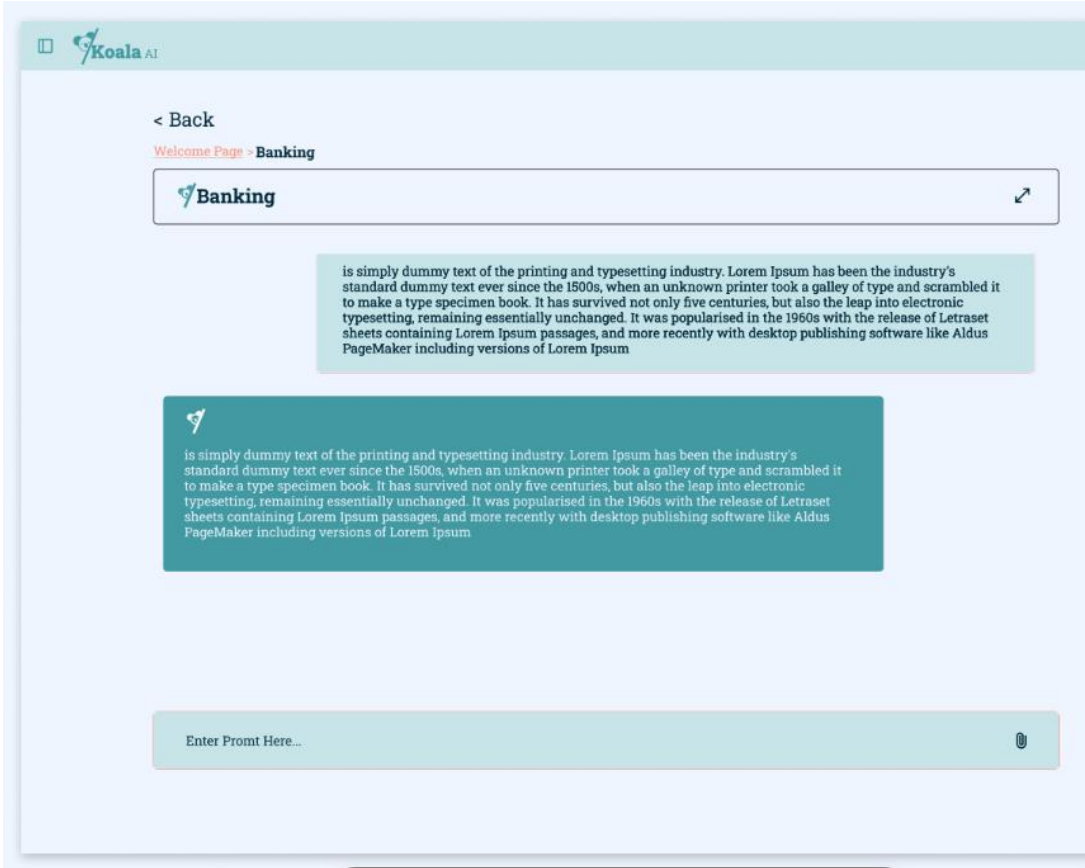 Koala AI
< Back
Welcome Page > Banking
Banking
is simply dummy text of the printing and typesetting industry. Lorem Ipsum has been the industry's
standard dummy text ever since the 1500s, when an unknown printer took a galley of type and scrambled it
to make a type specimen book. It has survived not only five centuries, but also the leap into electronic
typesetting, remaining essentially unchanged. It was popularised in the 1960s with the release of Letraset
sheets containing Lorem Ipsum passages, and more recently with desktop publishing software like Aldus
PageMaker including versions of Lorem Ipsum
is simply dummy text of the printing and typesetting industry. Lorem Ipsum has been the industry's
standard dummy text ever since the 1500s, when an unknown printer took a galley of type and scrambled it
to make a type specimen book. It has survived not only five centuries, but also the leap into electronic
typesetting, remaining essentially unchanged. It was popularised in the 1960s with the release of Letraset
sheets containing Lorem Ipsum passages, and more recently with desktop publishing software like Aldus
PageMaker including versions of Lorem Ipsum
Enter Promt Here...